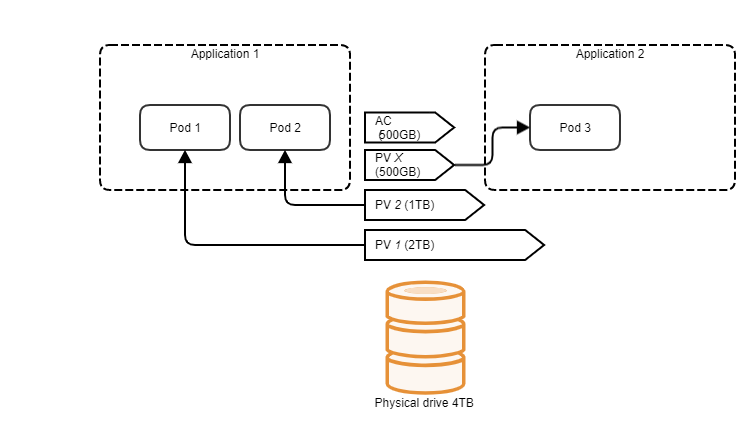 Application 1
Application 2
Pod 1
Pod 2
Pod 3
AC
(500GB)
PV X
(500GB)
PV 2 (1TB)
PV 1 (2TB)
Physical drive 4TB